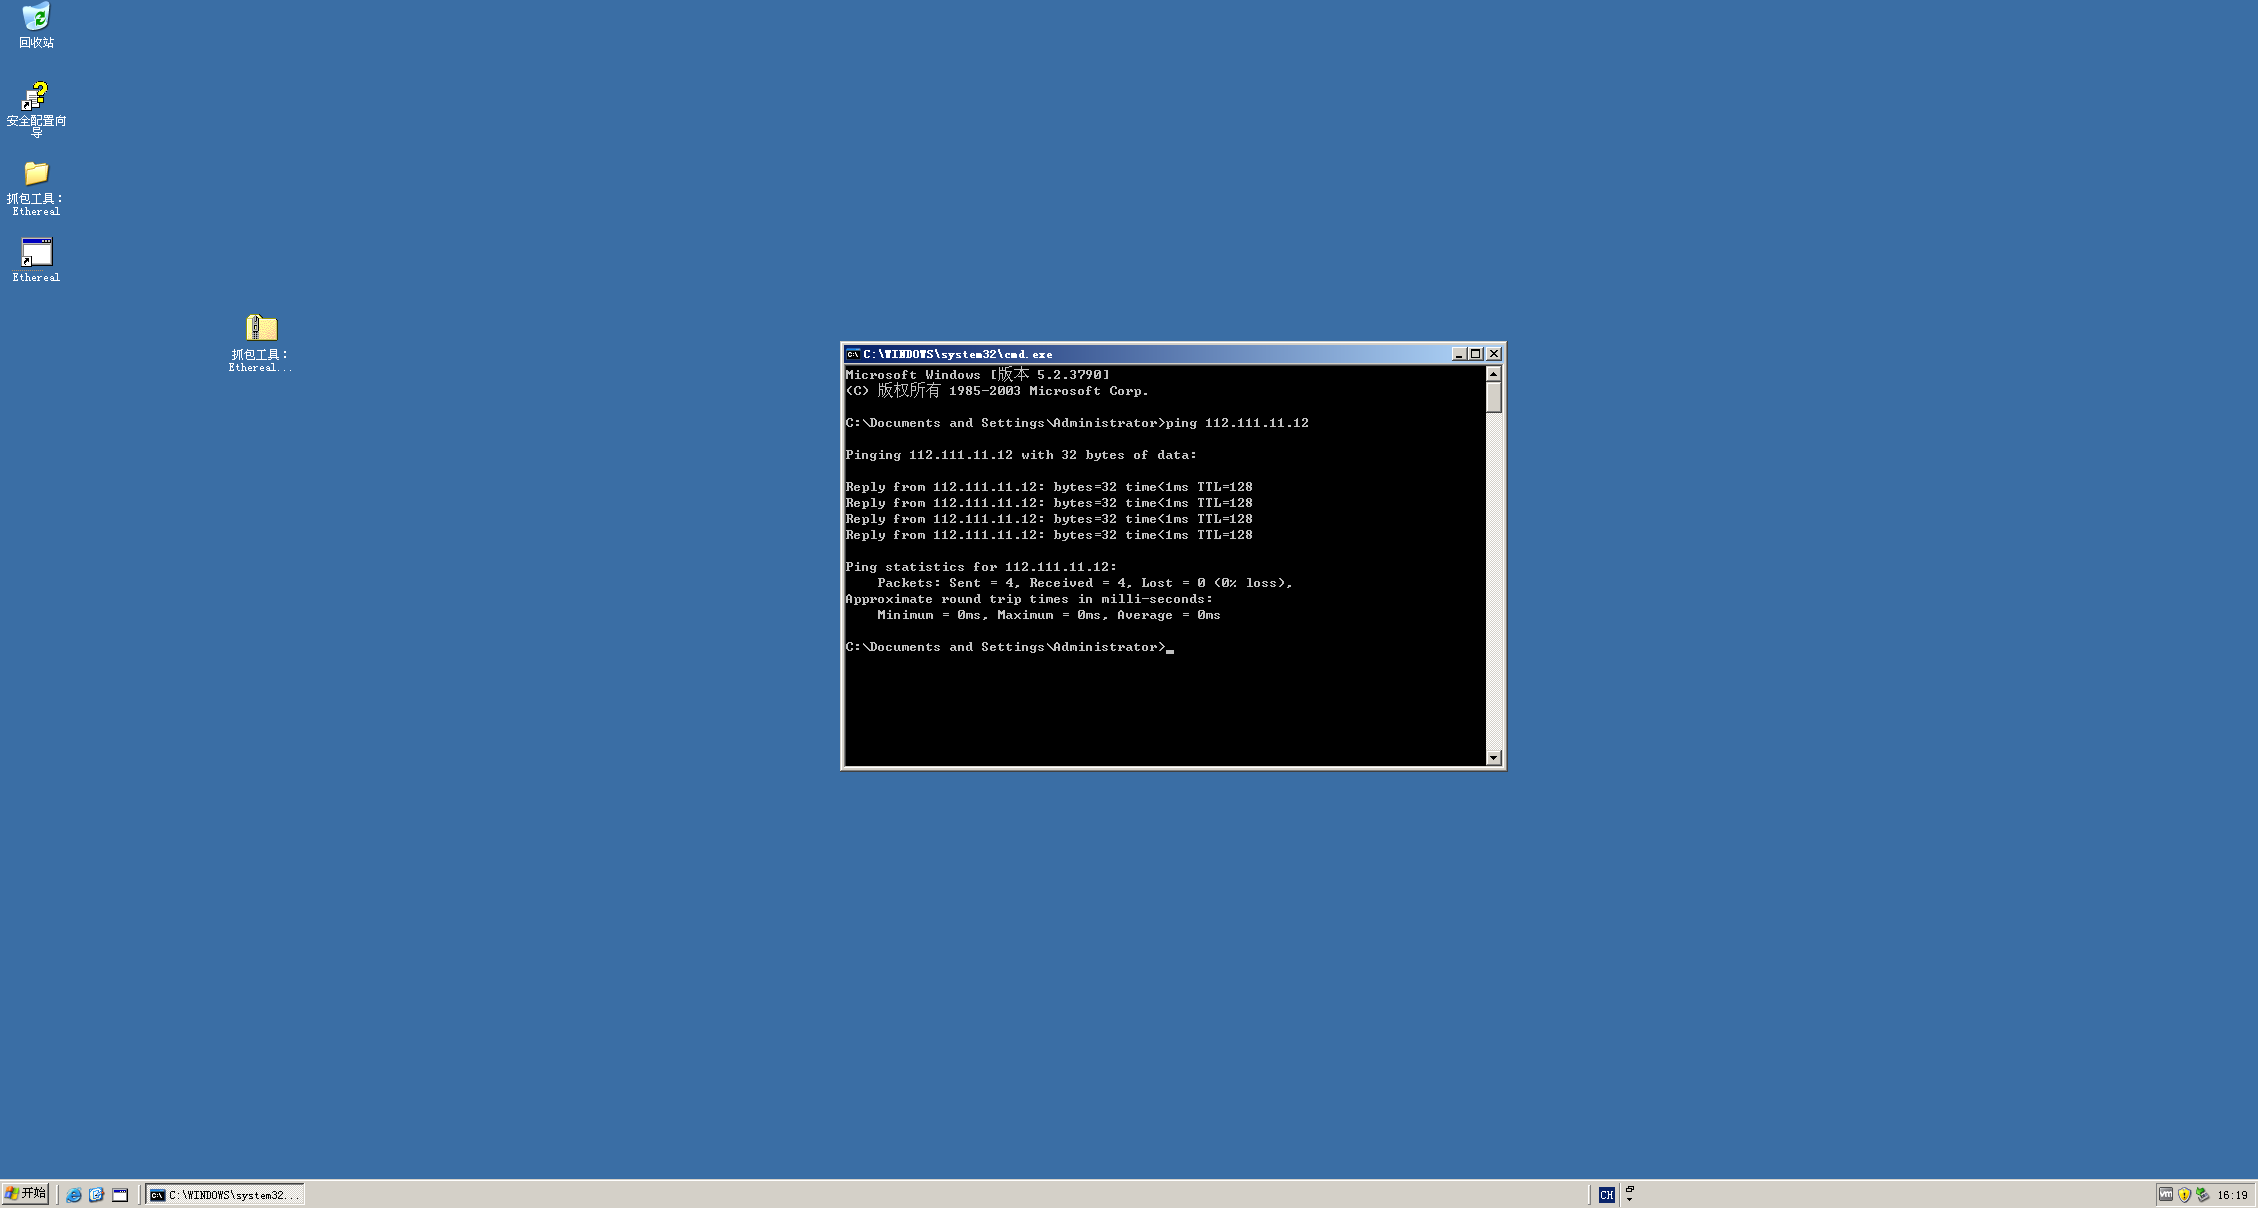 回收站
安全配置向
导
抓包工具：
Ethereal
Ethereal
抓包工具：
Ethereal...
C:\WINDOWS\system32\cmd.exe
Microsoft Windows [版本 5.2.3790]
(C) 版权所有 1985-2003 Microsoft Corp.
C:\Documents and Settings\Administrator>ping 112.111.11.12
Pinging 112.111.11.12 with 32 bytes of data:
Reply from 112.111.11.12: bytes=32 time<1ms TTL=128
Reply from 112.111.11.12: bytes=32 time<1ms TTL=128
Reply from 112.111.11.12: bytes=32 time<1ms TTL=128
Reply from 112.111.11.12: bytes=32 time<1ms TTL=128
Ping statistics for 112.111.11.12:
    Packets: Sent = 4, Received = 4, Lost = 0 (0% loss),
Approximate round trip times in milli-seconds:
    Minimum = 0ms, Maximum = 0ms, Average = 0ms
C:\Documents and Settings\Administrator>
开始
C:\WINDOWS\system32...
CH
16:19